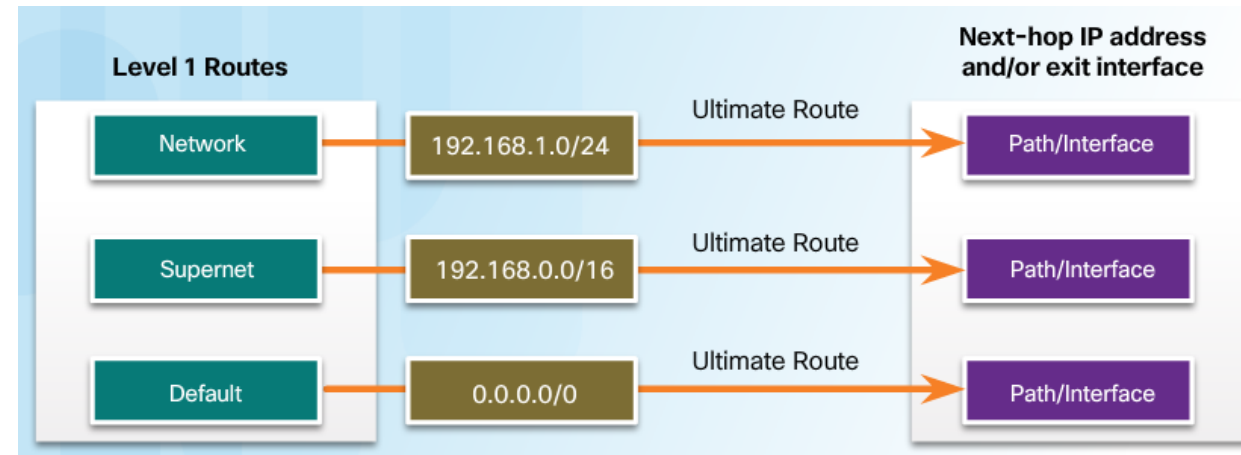 Level 1 Routes
Next-hop IP address
and/or exit interface
Network
192.168.1.0/24
Ultimate Route
Path/Interface
Supernet
192.168.0.0/16
Ultimate Route
Path/Interface
Default
0.0.0.0/0
Ultimate Route
Path/Interface